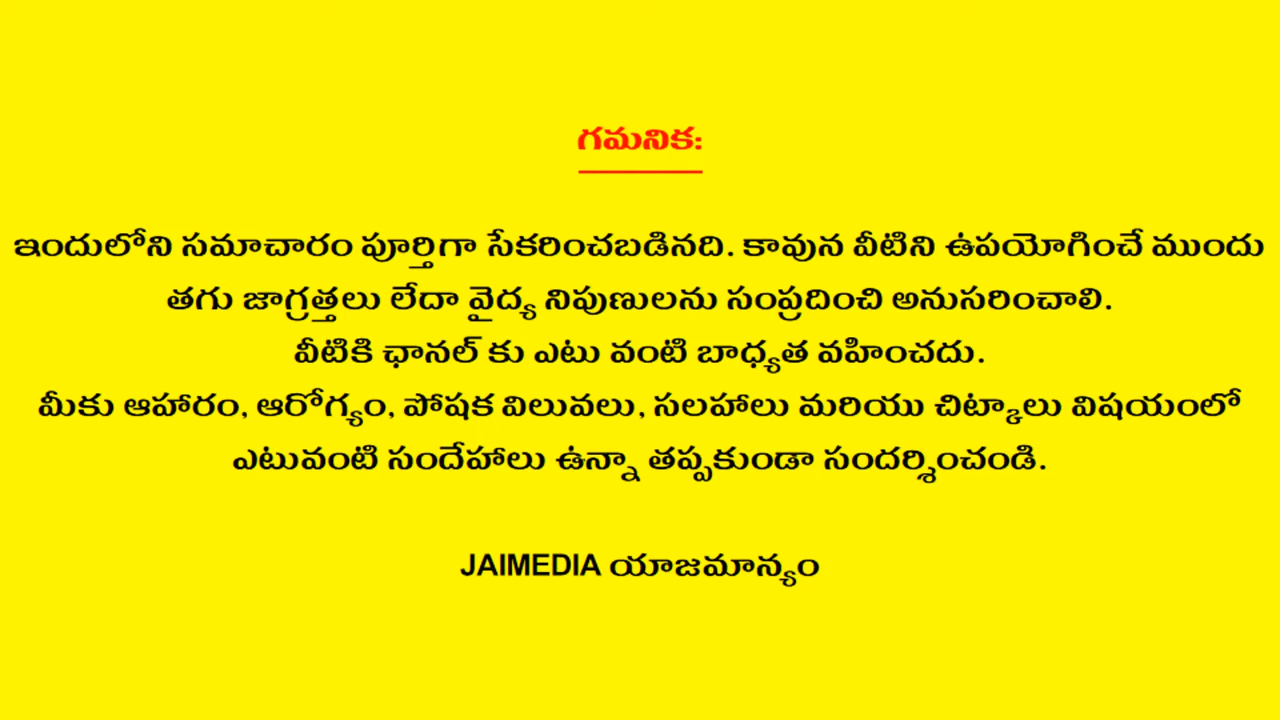 గమనిక:
ఇందులోని సమాచారం పూర్తిగా సేకరించబడినది. కావున వీటిని ఉపయోగించే ముందు
తగు జాగ్రత్తలు లేదా వైద్య నిపుణులను సంప్రదించి అనుసరించాలి.
వీటికి ఛానల్ కు ఎటు వంటి బాధ్యత వహించదు.
మీకు ఆహారం, ఆరోగ్యం, పోషక విలువలు, సలహాలు మరియు చిట్కాలు విషయంలో
ఎటువంటి సందేహాలు ఉన్నా తప్పకుండా సందర్శించండి.
JAIMEDIA యాజమాన్యం